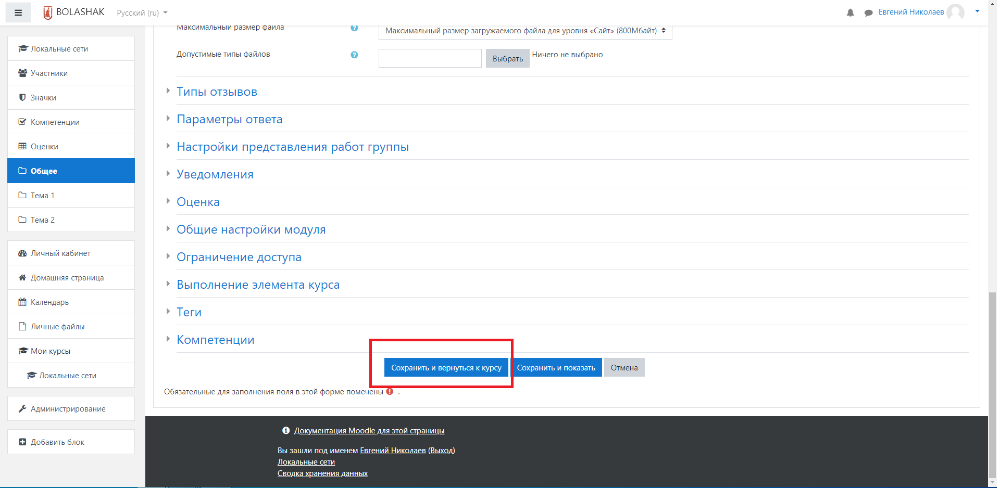 BOLASHAK Русский (ru) Евгений Николаев
Локальные сети
Участники
Значки
Компетенции
Оценки
Общее
Тема 1
Тема 2
Личный кабинет
Домашняя страница
Календарь
Личные файлы
Мои курсы
Локальные сети
Администрирование
Добавить блок
Максимальный размер файла Максимальный размер загружаемого файла для уровня «Сайт» (800Мбайт)
Допустимые типы файлов Выбрать Ничего не выбрано
Типы отзывов
Параметры ответа
Настройки представления работ группы
Уведомления
Оценка
Общие настройки модуля
Ограничение доступа
Выполнение элемента курса
Теги
Компетенции
Сохранить и вернуться к курсу Сохранить и показать Отмена
Обязательные для заполнения поля в этой форме помечены .
Документация Moodle для этой страницы
Вы зашли под именем Евгений Николаев (Выход)
Локальные сети
Сводка хранения данных